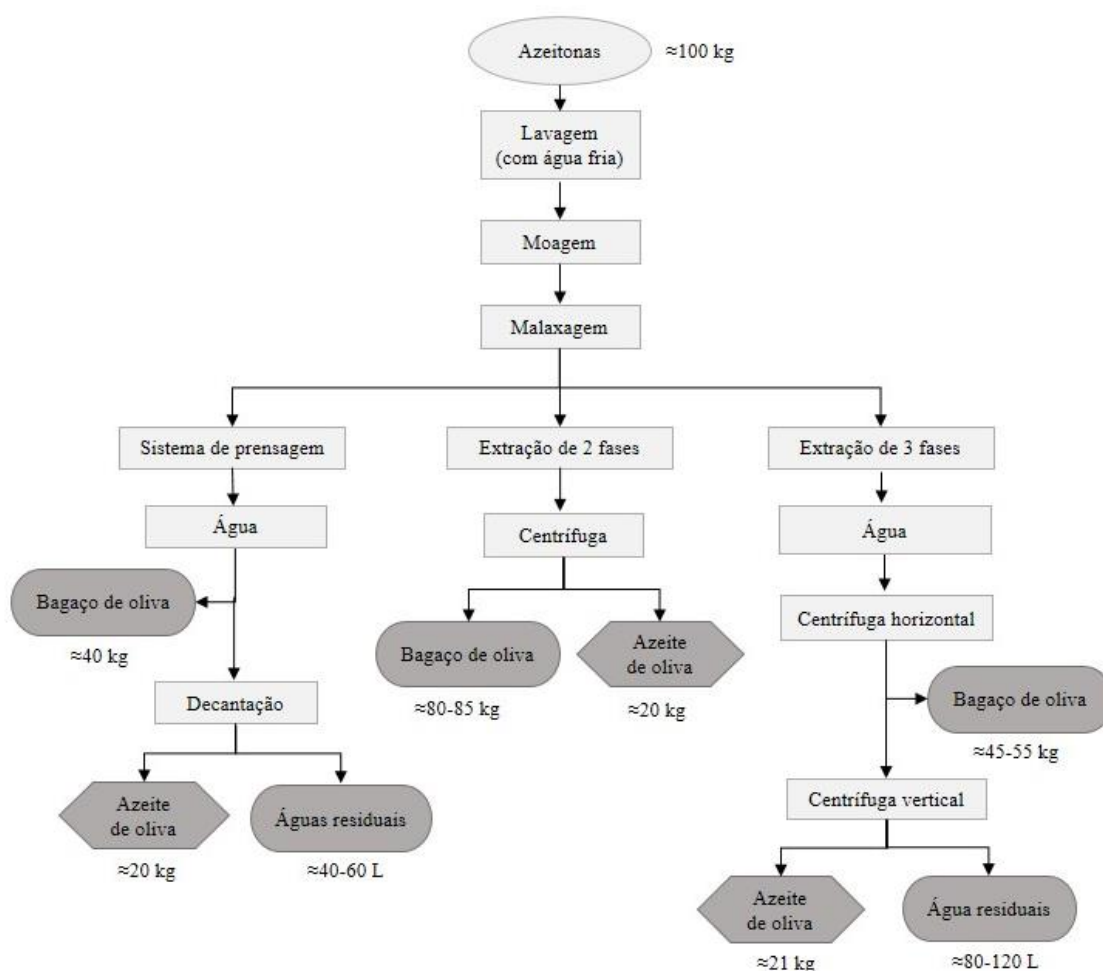 Azeitonas
≈100 kg
Lavagem
(com água fria)
Moagem
Malaxagem
Sistema de prensagem
Extração de 2 fases
Extração de 3 fases
Água
Centrífuga
Água
Bagaço de oliva
≈40 kg
Bagaço de oliva
≈80-85 kg
Azeite
de oliva
≈20 kg
Centrífuga horizontal
Decantação
Bagaço de oliva
≈45-55 kg
Azeite
de oliva
≈20 kg
Águas residuais
≈40-60 L
Centrífuga vertical
Azeite
de oliva
≈21 kg
Água residuais
≈80-120 L